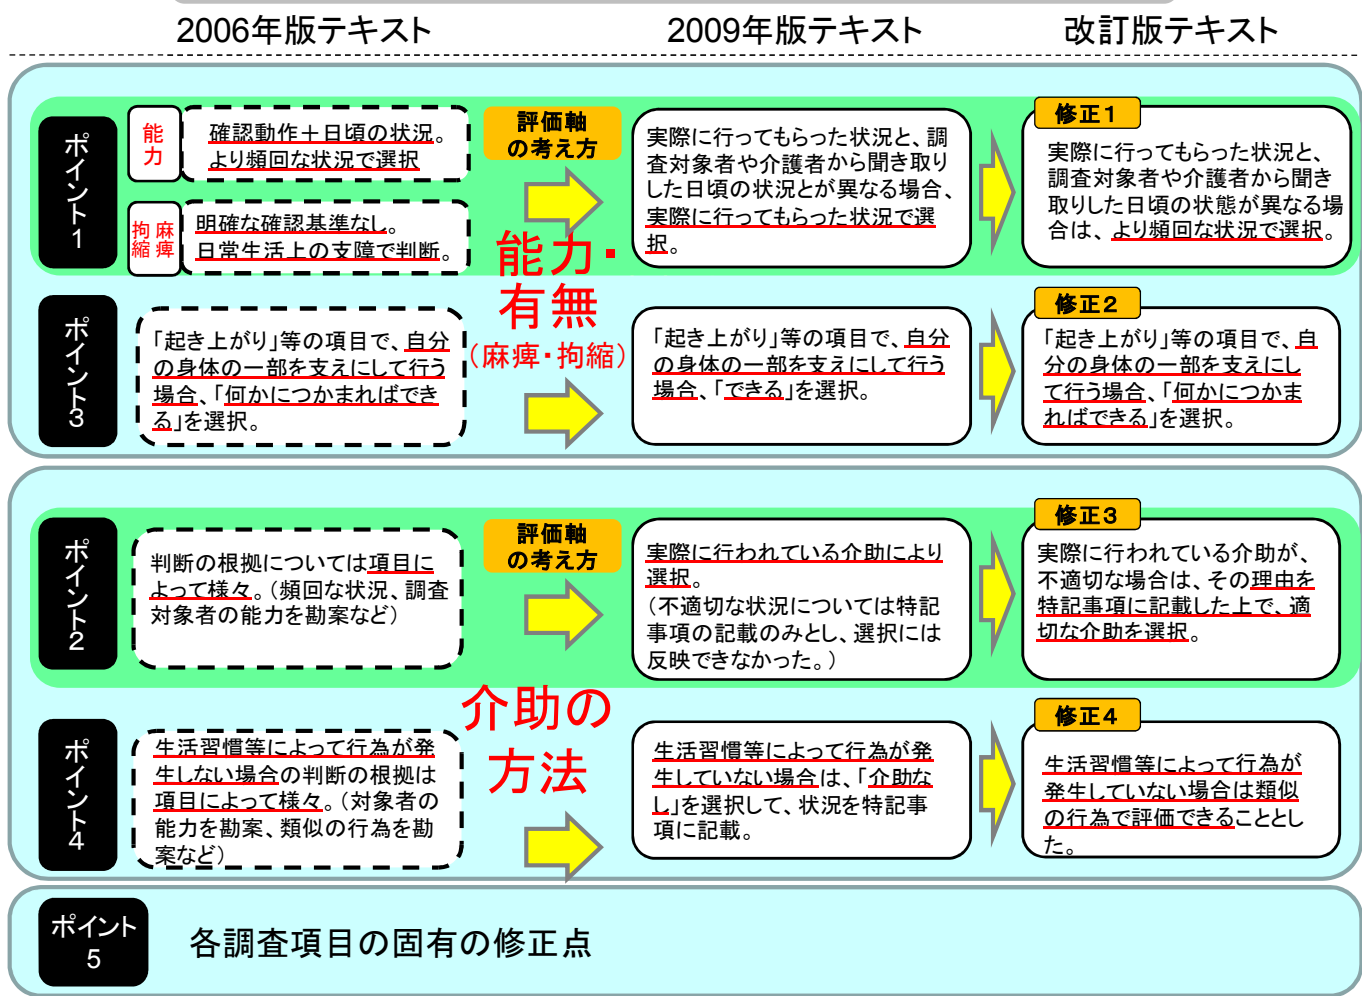 2006年版テキスト
2009年版テキスト
改訂版テキスト
ポイント1
能力
確認動作＋日頃の状況。
より頻回な状況で選択
拘縮 麻痺
明確な確認基準なし。
日常生活上の支障で判断。
評価軸
の考え方
実際に行ってもらった状況と、調
査対象者や介護者から聞き取り
した日頃の状況とが異なる場合、
実際に行ってもらった状況で選
択。
修正1
実際に行ってもらった状況と、
調査対象者や介護者から聞き
取りした日頃の状態が異なる場
合は、より頻回な状況で選択。
能力・
有無
（麻痺・拘縮）
ポイント3
「起き上がり」等の項目で、自分
の身体の一部を支えにして行う
場合、「何かにつかまればでき
る」を選択。
「起き上がり」等の項目で、自分
の身体の一部を支えにして行う
場合、「できる」を選択。
修正2
「起き上がり」等の項目で、自
分の身体の一部を支えにし
て行う場合、「何かにつかま
ればできる」を選択。
ポイント2
判断の根拠については項目に
よって様々。（頻回な状況、調査
対象者の能力を勘案など）
評価軸
の考え方
実際に行われている介助により
選択。
（不適切な状況については特記
事項の記載のみとし、選択には
反映できなかった。）
修正3
実際に行われている介助が、
不適切な場合は、その理由を
特記事項に記載した上で、適
切な介助を選択。
介助の
方法
ポイント4
生活習慣等によって行為が発
生しない場合の判断の根拠は
項目によって様々。（対象者の
能力を勘案、類似の行為を勘
案など）
生活習慣等によって行為が発
生していない場合は、「介助な
し」を選択して、状況を特記事
項に記載。
修正4
生活習慣等によって行為が
発生していない場合は類似
の行為で評価できることとし
た。
ポイント
5
各調査項目の固有の修正点